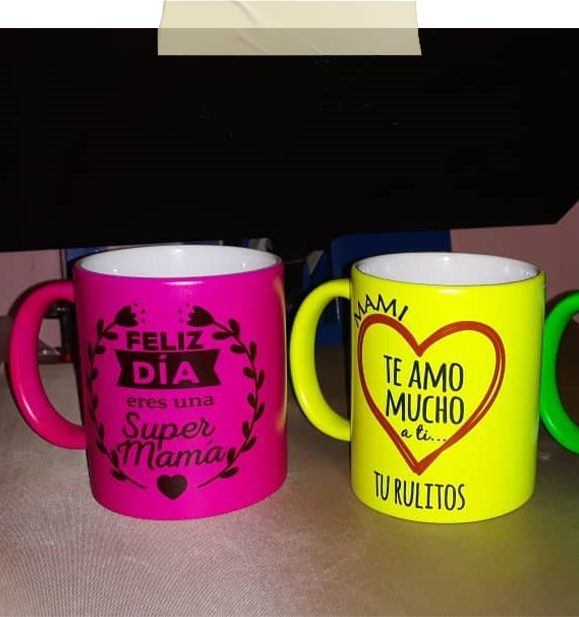 FELIZ
DÍA
eres una
Super
Mamá
MAMI
TE AMO
MUCHO
a ti...
TU RULITOS